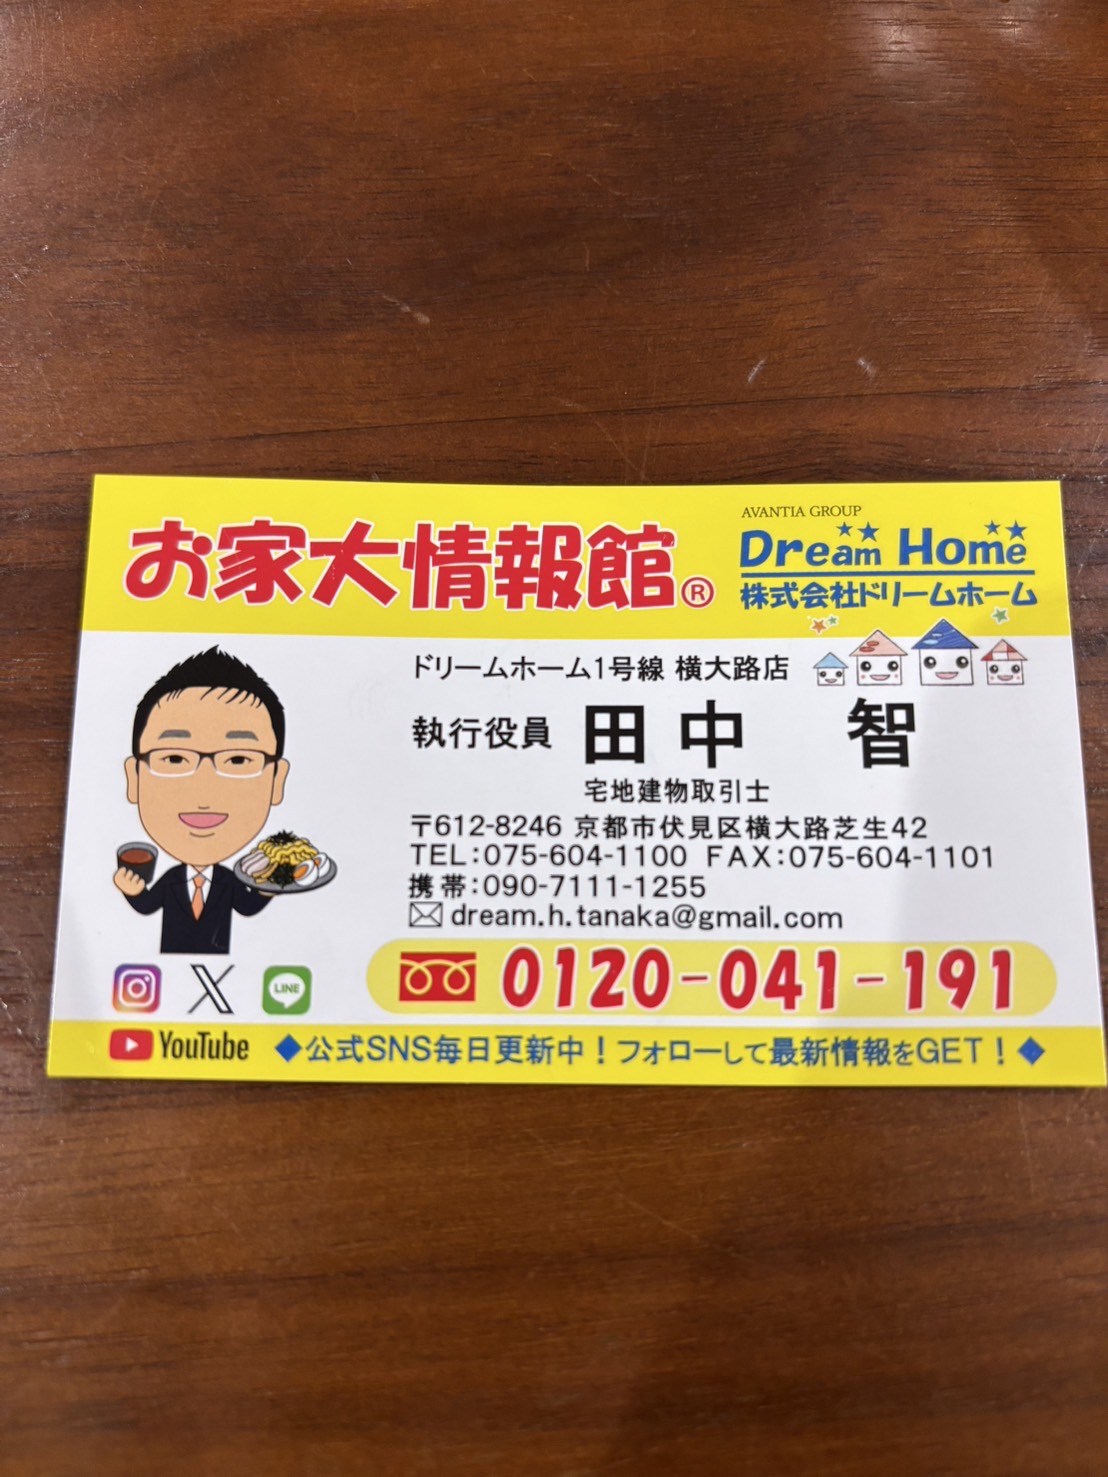 お家大情報館®
AVANTIA GROUP
Dream Home
株式会社ドリームホーム
ドリームホーム1号線 横大路店
執行役員 田中 智
宅地建物取引士
〒612-8246 京都市伏見区横大路芝生42
TEL:075-604-1100 FAX:075-604-1101
携帯:090-7111-1255
dream.h.tanaka@gmail.com
LINE
0120-041-191
YouTube ◆公式SNS毎日更新中!フォローして最新情報をGET!◆